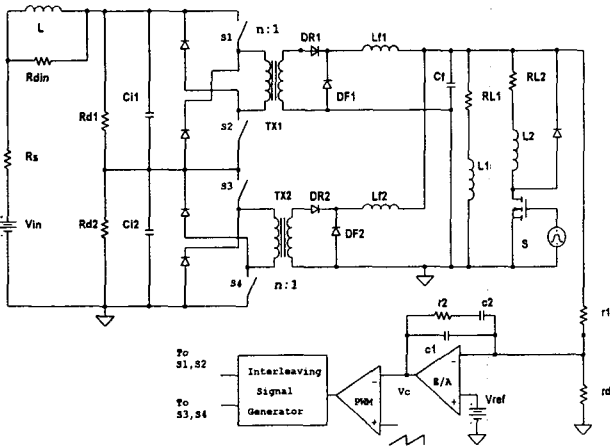 L
S1
n:1
DR1
Lf1
Rdin
Cf
RL1
RL2
Rd1
Ci1
DF1
Rs
S2
TX1
L2
L1
S3
TX2
DR2
Lf2
Vin
Rd2
Ci2
DF2
S
S4
n:1
r2
c2
r1
c1
To
S1,S2
Interleaving
Signal
Generator
PWM
Vc
E/A
Vref
rd
To
S3,S4